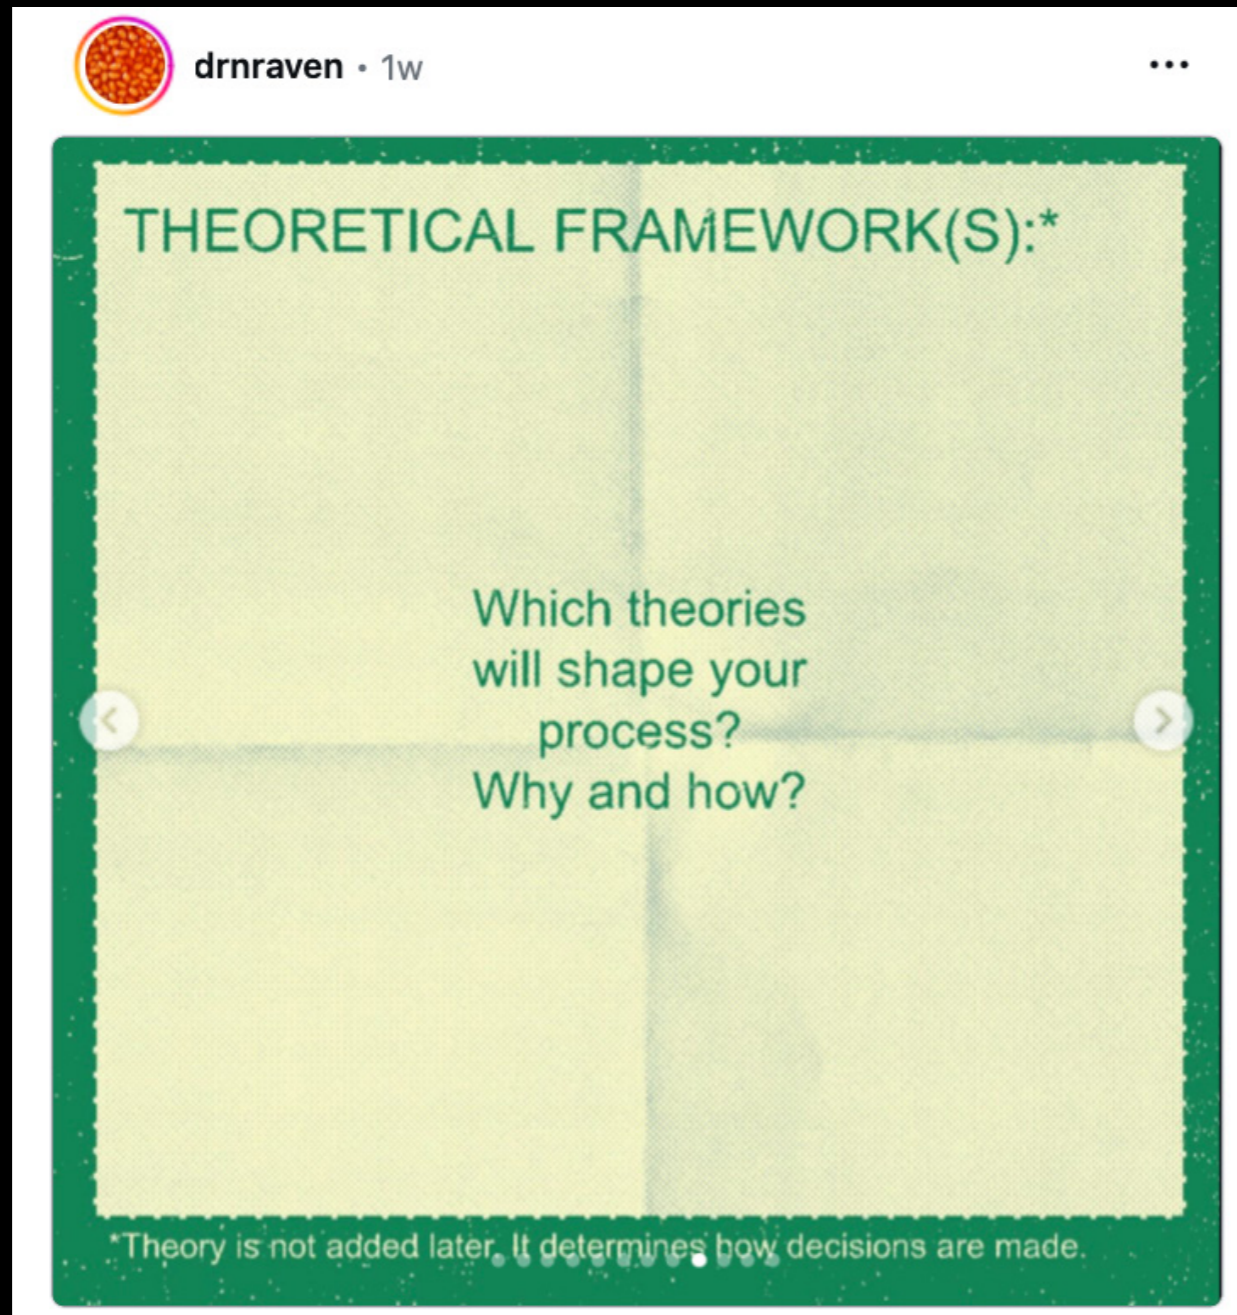 drnraven • 1w
THEORETICAL FRAMEWORK(S):*
Which theories
will shape your
process?
Why and how?
*Theory is not added later. It determines how decisions are made.